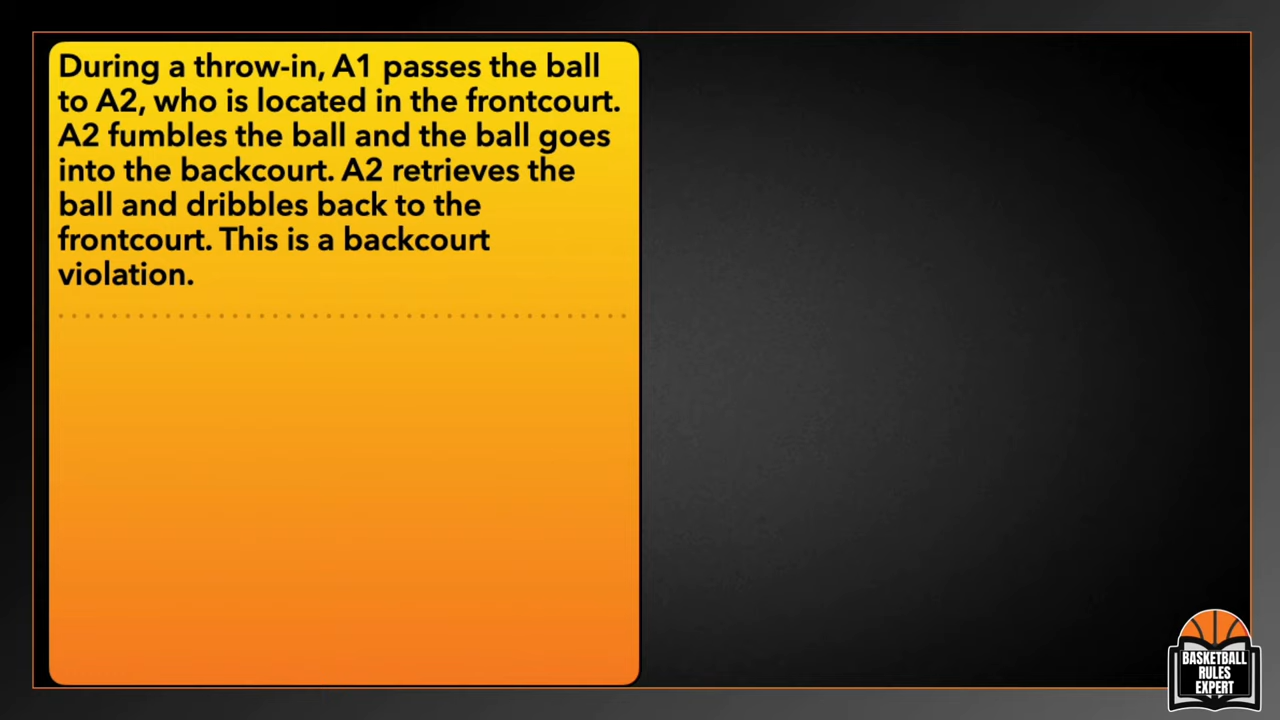 During a throw-in, A1 passes the ball
to A2, who is located in the frontcourt.
A2 fumbles the ball and the ball goes
into the backcourt. A2 retrieves the
ball and dribbles back to the
frontcourt. This is a backcourt
violation.
BASKETBALL
RULES
EXPERT